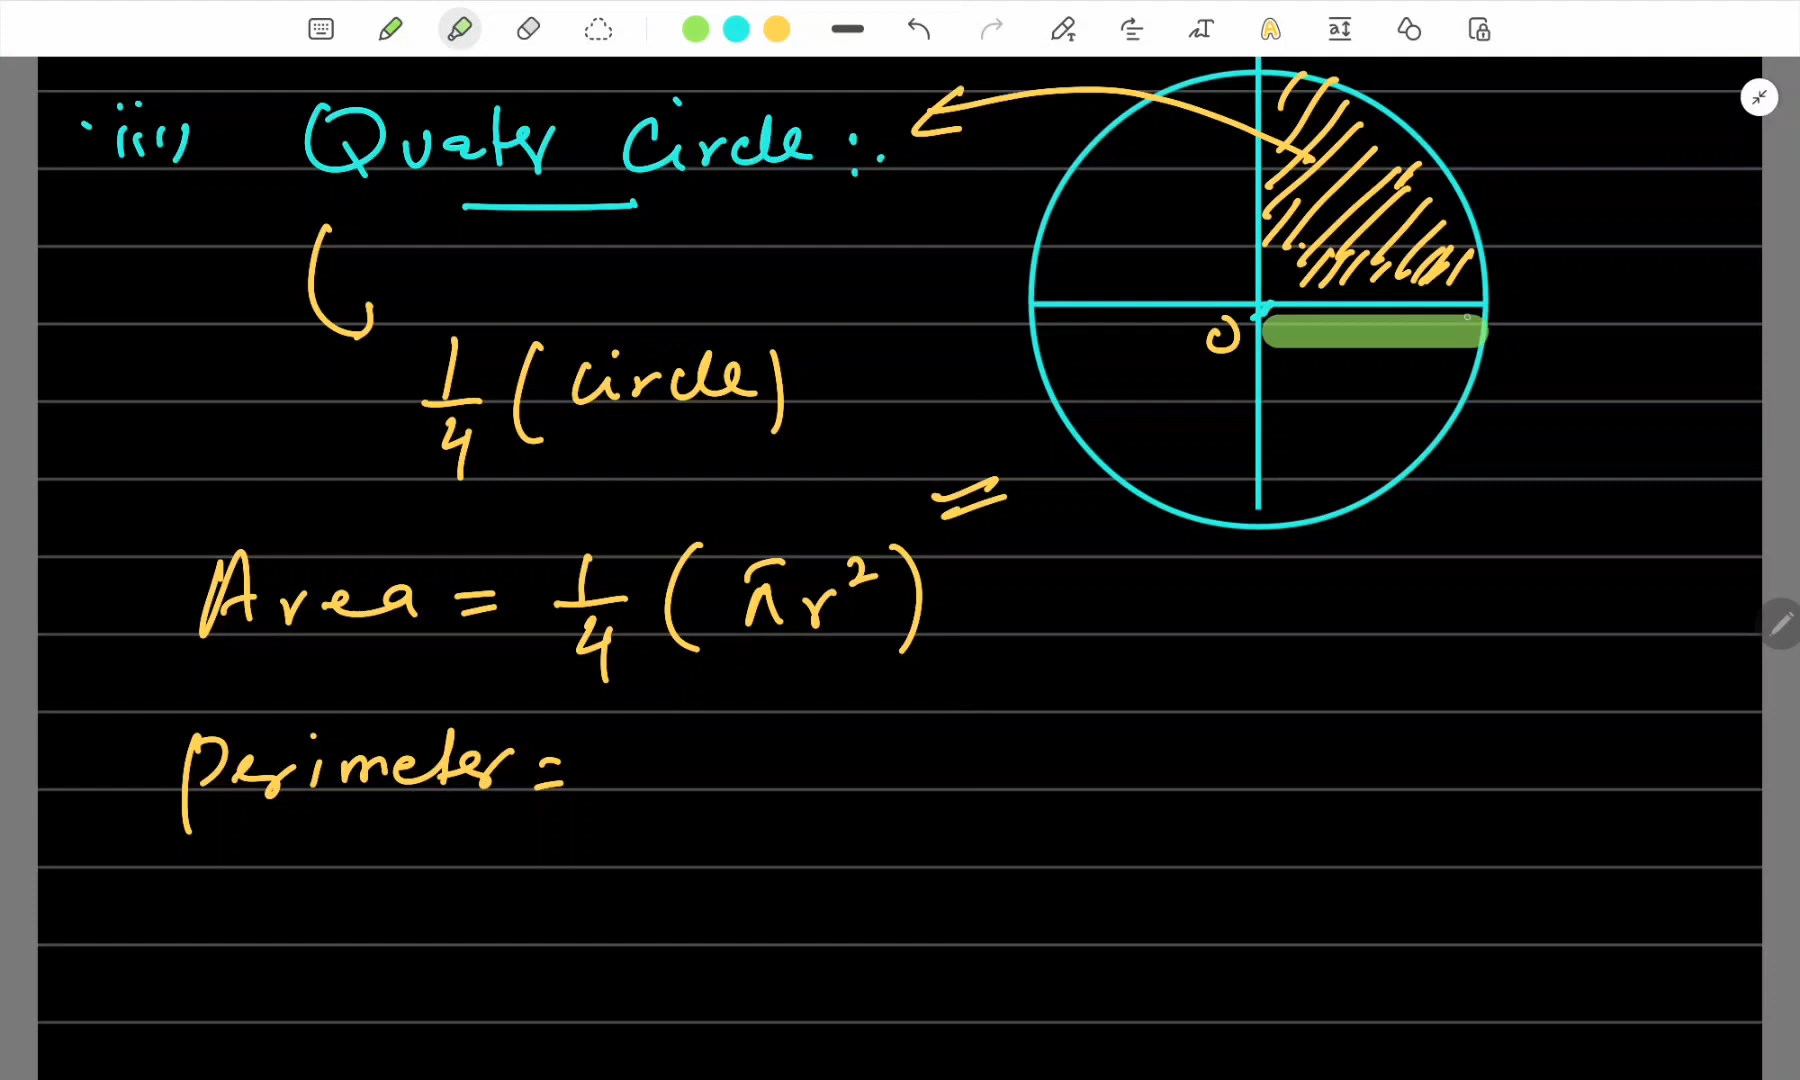 iii) Quater Circle :.
O
1/4 (circle)
Area = 1/4 (πr²)
Perimeter =